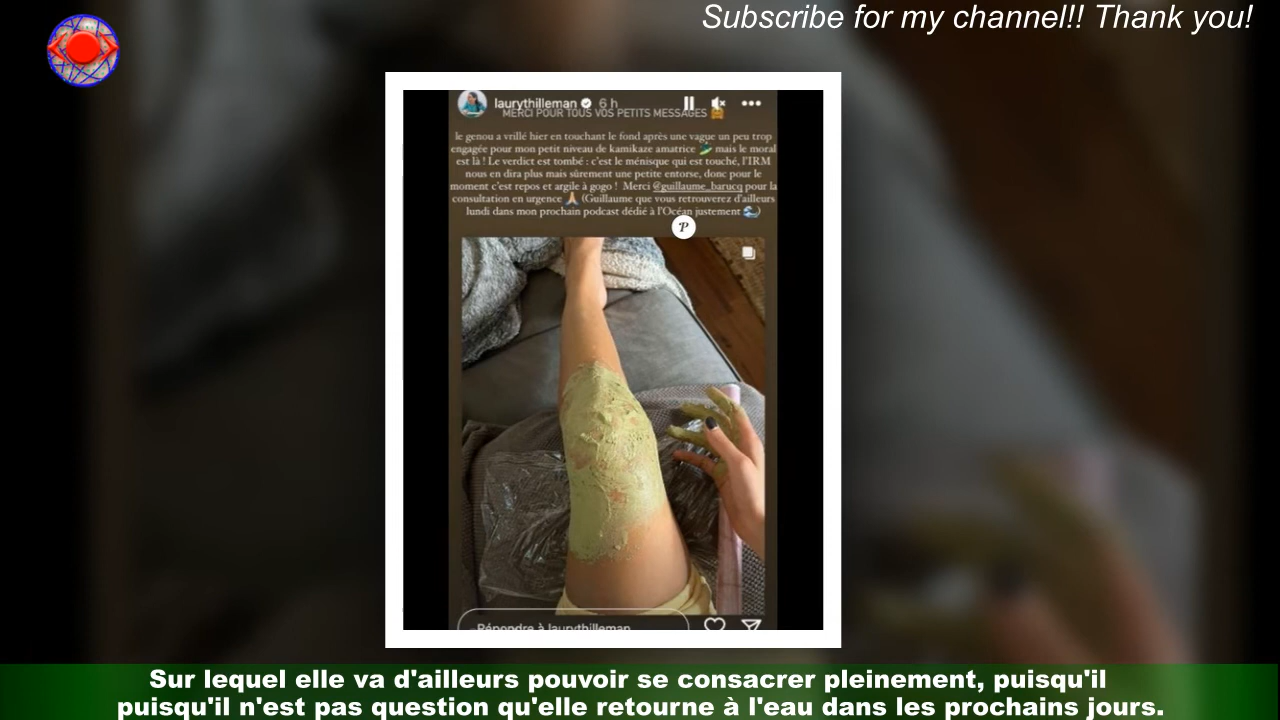 Subscribe for my channel!! Thank you!
laurythilleman 6 h
MERCI POUR TOUS VOS PETITS MESSAGES
le genou a vrillé hier en touchant le fond après une vague un peu trop
engagée pour mon petit niveau de kamikaze amatrice 🏄 mais le moral
est là ! Le verdict est tombé : c'est le ménisque qui est touché, l'IRM
nous en dira plus mais sûrement une petite entorse, donc pour le
moment c'est repos et argile à gogo ! Merci @guillaume_barucq pour la
consultation en urgence 🙏 (Guillaume que vous retrouverez d'ailleurs
lundi dans mon prochain podcast dédié à l'Océan justement 🌊)
P
Répondre à laurythilleman
Sur lequel elle va d'ailleurs pouvoir se consacrer pleinement, puisqu'il
puisqu'il n'est pas question qu'elle retourne à l'eau dans les prochains jours.